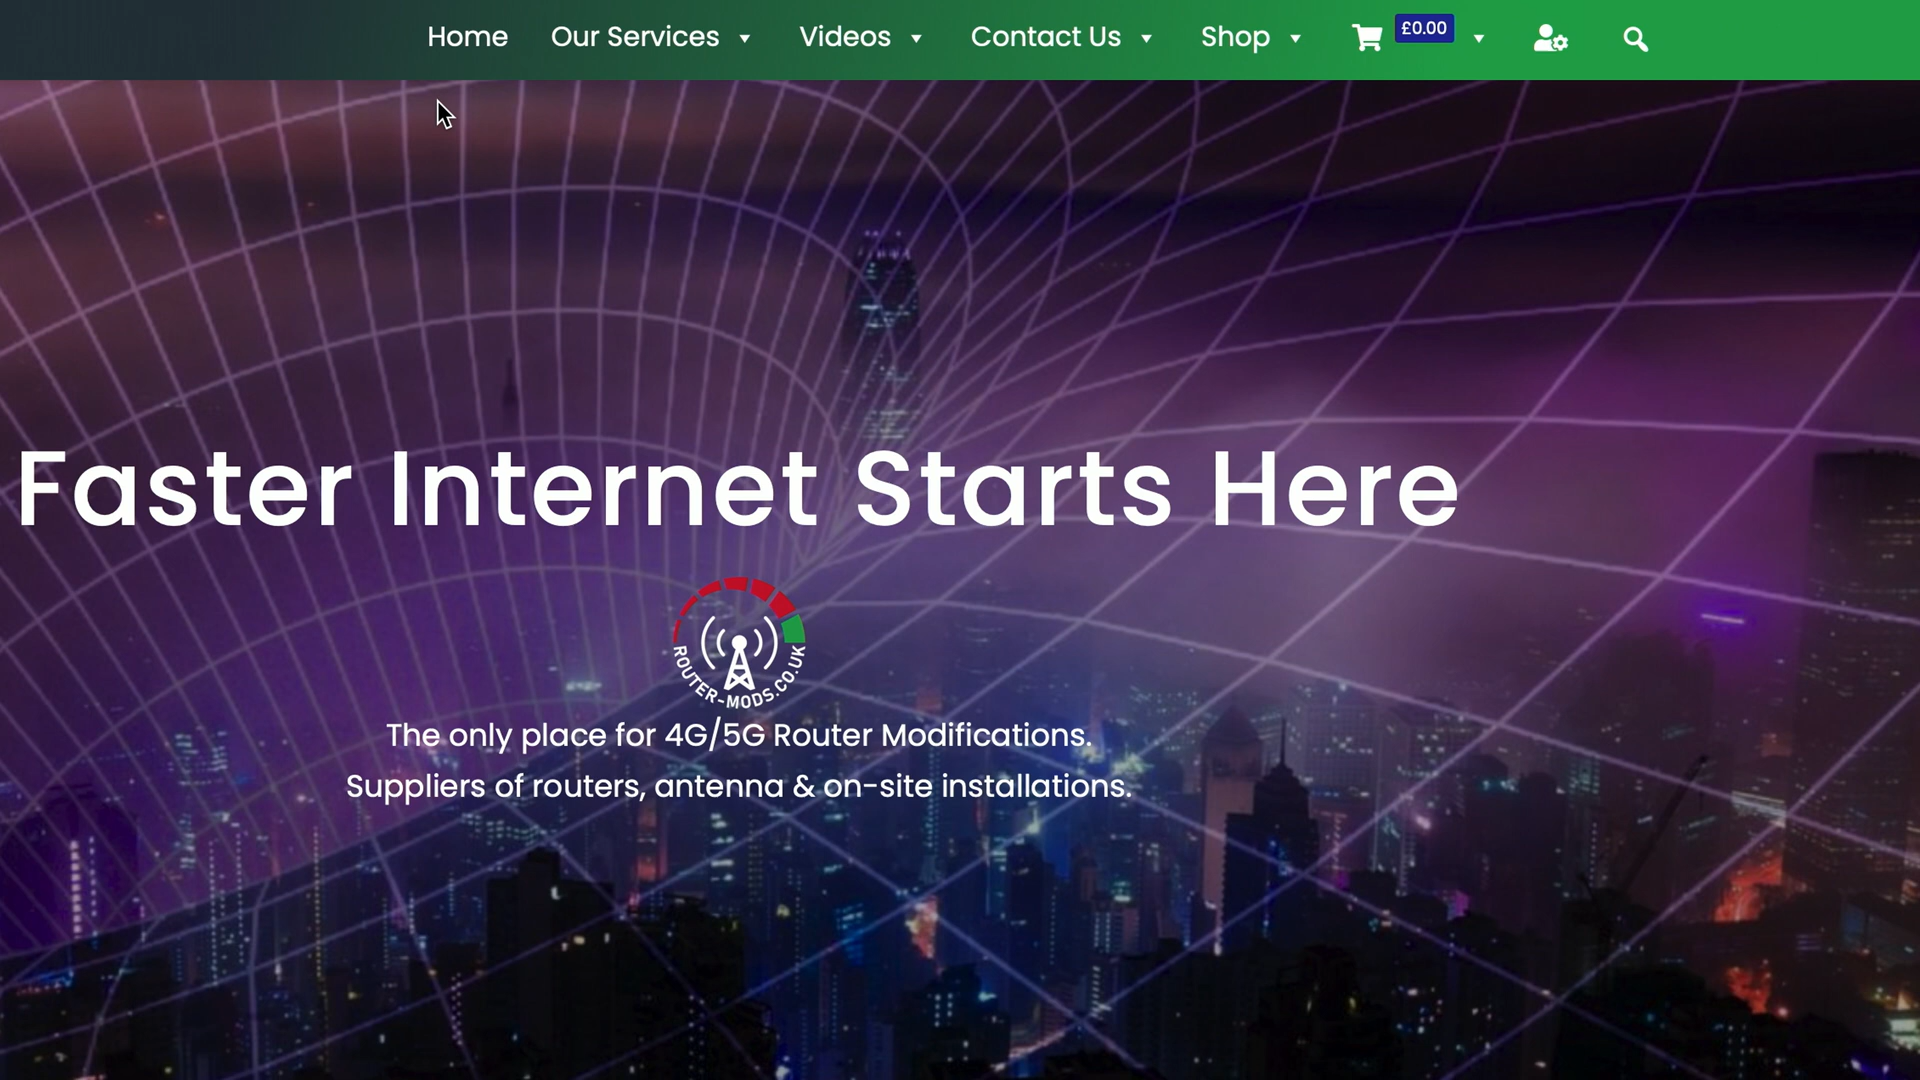 Home Our Services Videos Contact Us Shop £0.00
Faster Internet Starts Here
ROUTER-MODS.CO.UK
The only place for 4G/5G Router Modifications.
Suppliers of routers, antenna & on-site installations.